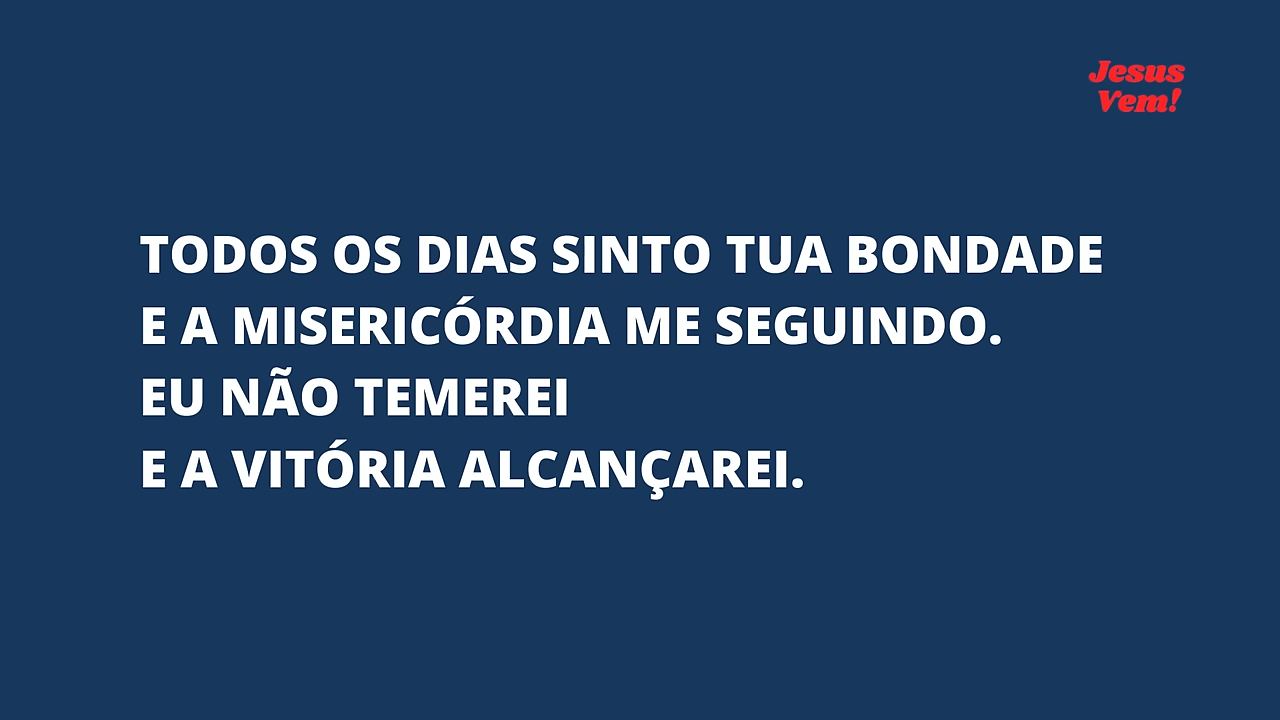 Jesus
Vem!
TODOS OS DIAS SINTO TUA BONDADE
E A MISERICÓRDIA ME SEGUINDO.
EU NÃO TEMEREI
E A VITÓRIA ALCANÇAREI.